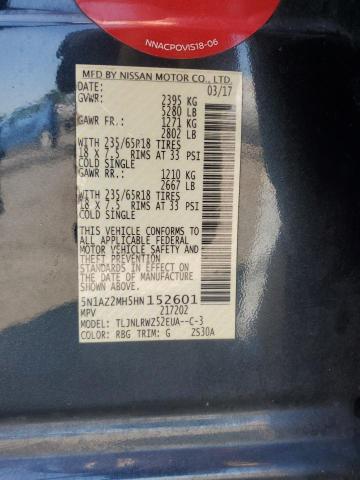 NNACPOVIS18-06
MFD BY NISSAN MOTOR CO., LTD.
DATE: 03/17
GVWR: 2395 KG
5280 LB
GAWR FR.: 1271 KG
2802 LB
WITH 235/65R18 TIRES
18 X 7.5 RIMS AT 33 PSI
COLD SINGLE
GAWR RR.: 1210 KG
2667 LB
WITH 235/65R18 TIRES
18 X 7.5 RIMS AT 33 PSI
COLD SINGLE
THIS VEHICLE CONFORMS TO
ALL APPLICABLE FEDERAL MOTOR
VEHICLE SAFETY, BUMPER AND
THEFT PREVENTION STANDARDS
IN EFFECT ON THE DATE OF
MANUFACTURE SHOWN ABOVE.
5N1AZ2MH5HN152601
MPV 217202
MODEL: TLJNLRWZ52EUA--C-3
COLOR: RBG TRIM: G ZS30A